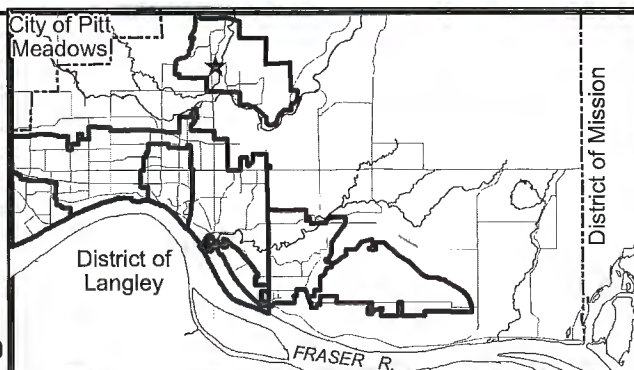 City of Pitt
Meadows
District of Mission
District of
Langley
FRASER R.